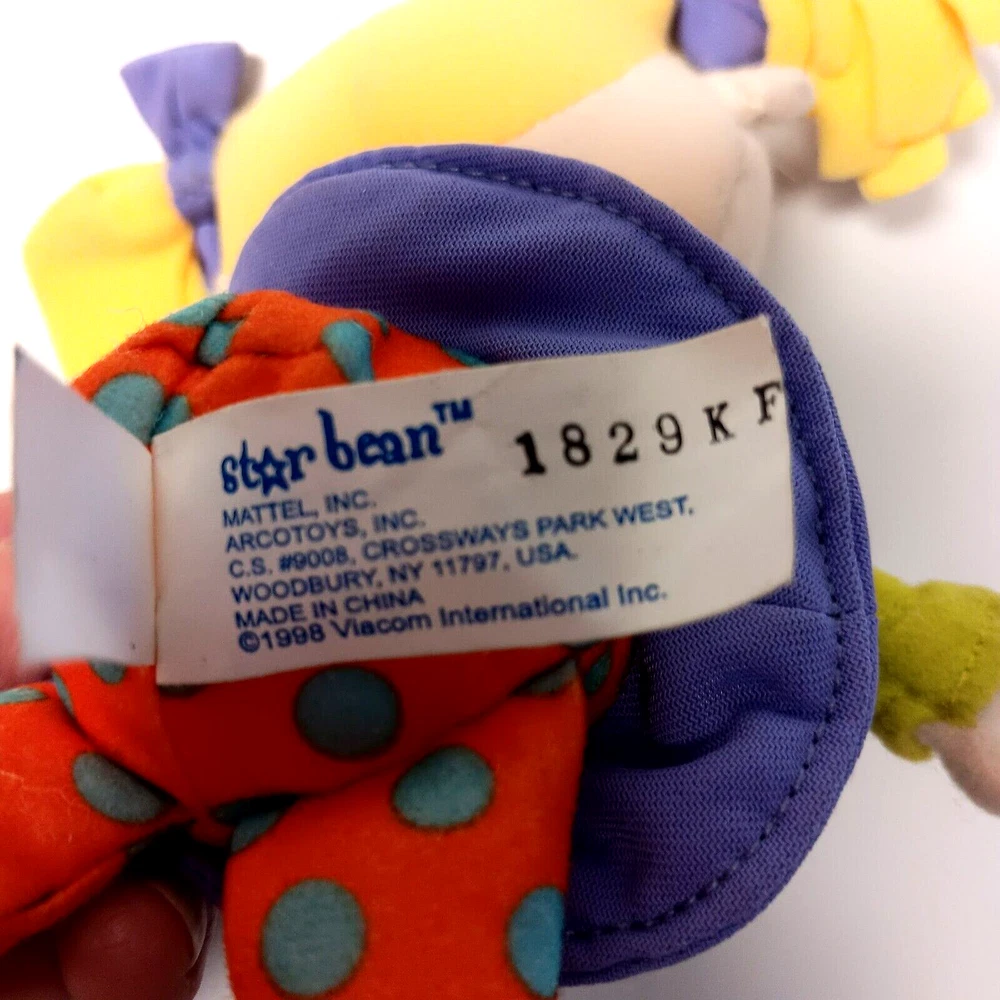 star bean™ 1829KF
MATTEL, INC.
ARCOTOYS, INC.
C.S. #9008, CROSSWAYS PARK WEST,
WOODBURY, NY 11797, USA.
MADE IN CHINA
©1998 Viacom International Inc.